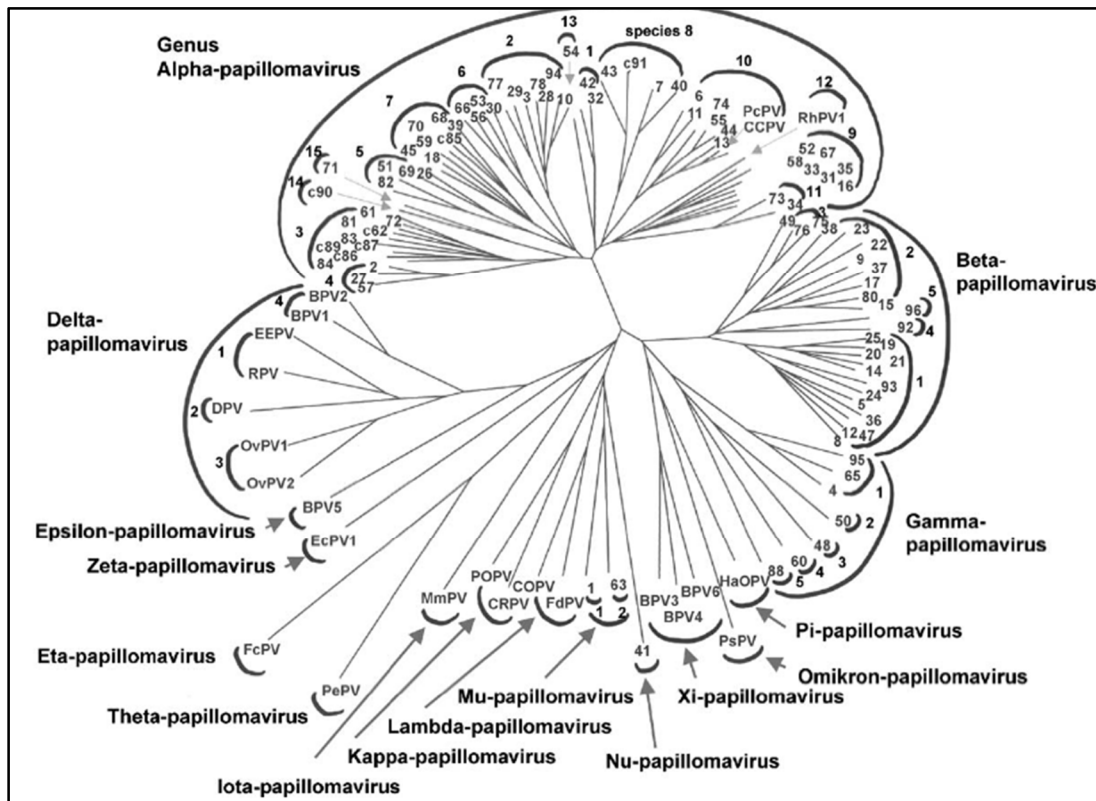 13
Genus
Alpha-papillomavirus
2
54
1
species 8
6
94
43
c91
10
77
78
42
7
40
12
7
53
29
3
28
10
32
6
74
PcPV
66
30
11
55
CCPV
RhPV1
68
56
44
70
39
13
9
59
c85
52
67
15
5
45
18
58
33
35
71
51
69
26
31
16
14
82
11
c90
73
34
3
61
49
75
3
81
72
76
38
23
83
c62
22
2
c89
c87
9
c86
2
37
Beta-
papillomavirus
84
4
27
17
57
80
15
5
BPV2
96
4
BPV1
92
4
Delta-
papillomavirus
EEPV
25
19
1
20
21
RPV
14
1
93
24
2
DPV
5
36
12
47
OvPV1
8
3
95
65
OvPV2
4
1
BPV5
50
2
Gamma-
papillomavirus
Epsilon-papillomavirus
EcPV1
48
3
Zeta-papillomavirus
60
4
88
5
POPV
COPV
63
HaOPV
MmPV
1
BPV6
CRPV
FdPV
BPV3
1
2
BPV4
Pi-papillomavirus
PsPV
FcPV
41
Eta-papillomavirus
Omikron-papillomavirus
PePV
Mu-papillomavirus
Xi-papillomavirus
Theta-papillomavirus
Lambda-papillomavirus
Kappa-papillomavirus
Nu-papillomavirus
Iota-papillomavirus